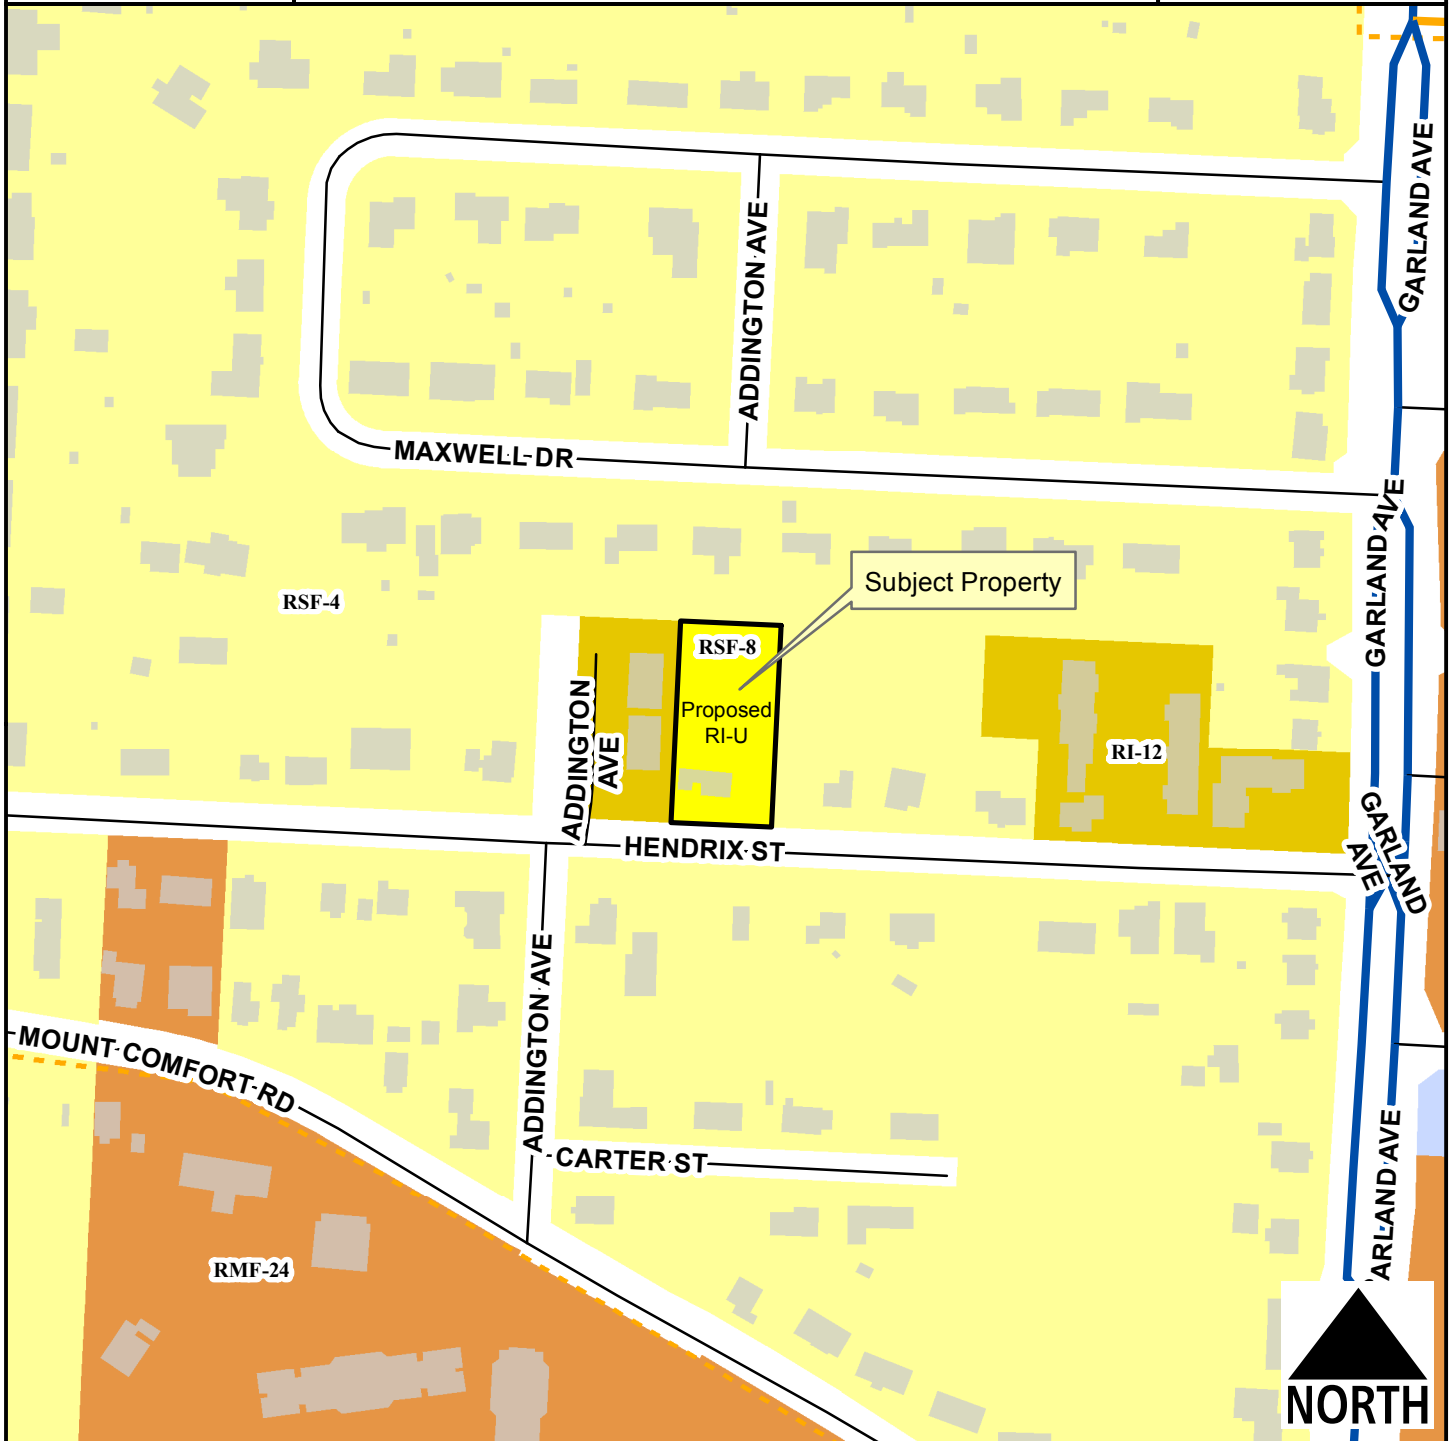 GARLAND AVE
ADDINGTON AVE
MAXWELL DR
GARLAND AVE
Subject Property
RSF-4
RSF-8
Proposed
RI-U
ADDINGTON
AVE
RI-12
HENDRIX ST
GARLAND
AVE
ADDINGTON AVE
MOUNT COMFORT RD
CARTER ST
ARLAND AVE
RMF-24
NORTH